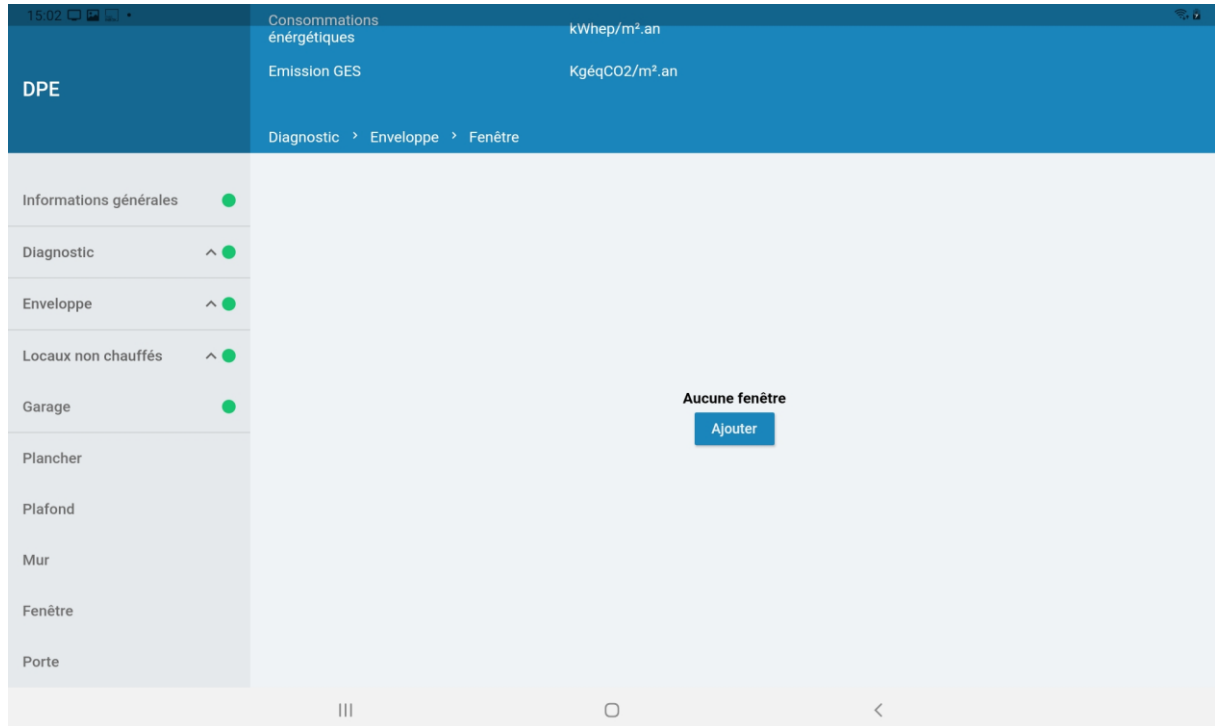 15:02
DPE
Consommations
énérgétiques
kWhep/m².an
Emission GES
KgéqCO2/m².an
Diagnostic > Enveloppe > Fenêtre
Informations générales
Diagnostic
Enveloppe
Locaux non chauffés
Garage
Plancher
Plafond
Mur
Fenêtre
Porte
Aucune fenêtre
Ajouter